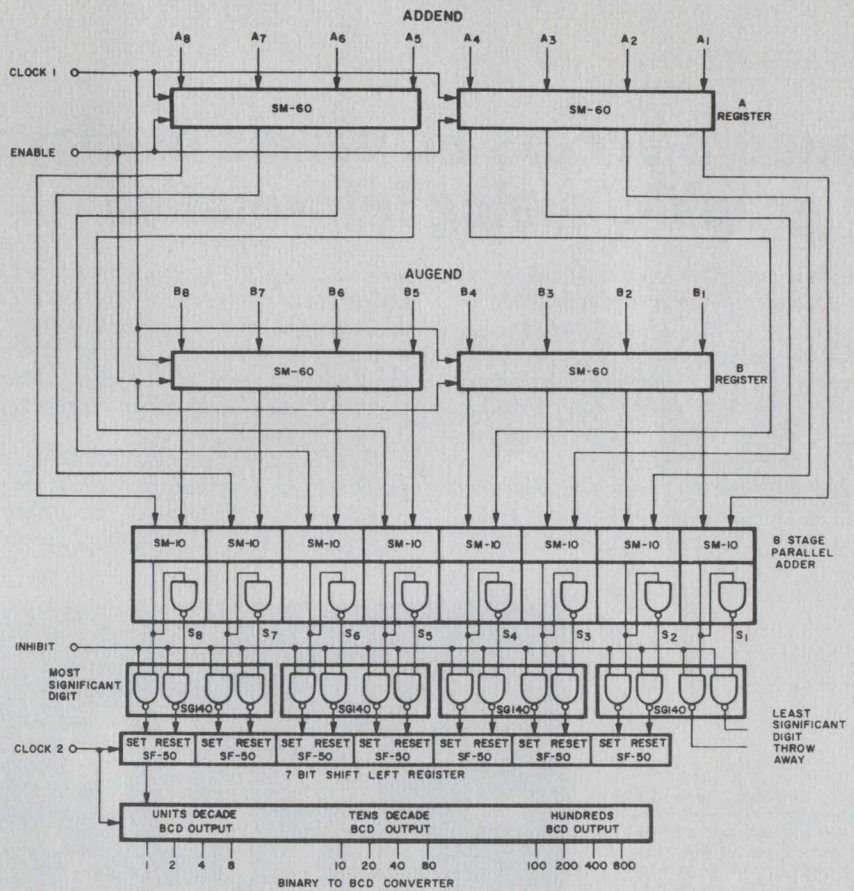 ADDEND
A8 A7 A6 A5 A4 A3 A2 A1
CLOCK 1
SM-60 SM-60
A REGISTER
ENABLE
AUGEND
B8 B7 B6 B5 B4 B3 B2 B1
SM-60 SM-60
B REGISTER
SM-10 SM-10 SM-10 SM-10 SM-10 SM-10 SM-10 SM-10
8 STAGE
PARALLEL
ADDER
S8 S7 S6 S5 S4 S3 S2 S1
INHIBIT
MOST
SIGNIFICANT
DIGIT
SG140 SG140 SG140 SG140
LEAST
SIGNIFICANT
DIGIT
THROW
AWAY
CLOCK 2
SET RESET SET RESET SET RESET SET RESET SET RESET SET RESET SET RESET
SF-50 SF-50 SF-50 SF-50 SF-50 SF-50 SF-50
7 BIT SHIFT LEFT REGISTER
UNITS DECADE TENS DECADE HUNDREDS
BCD OUTPUT BCD OUTPUT BCD OUTPUT
1 2 4 8 10 20 40 80 100 200 400 800
BINARY TO BCD CONVERTER